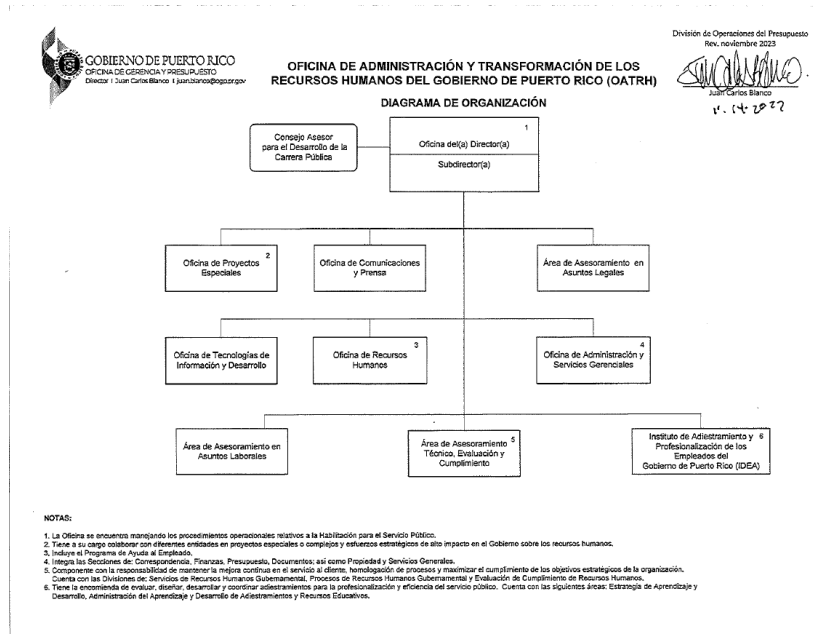 División de Operaciones del Presupuesto
Rev. noviembre 2023
GOBIERNO DE PUERTO RICO
OFICINA DE GERENCIA Y PRESUPUESTO
Director I Juan Carlos Blanco I juan.blanco@ogp.pr.gov
Juan Carlos Blanco
OFICINA DE ADMINISTRACIÓN Y TRANSFORMACIÓN DE LOS
RECURSOS HUMANOS DEL GOBIERNO DE PUERTO RICO (OATRH)
DIAGRAMA DE ORGANIZACIÓN
Consejo Asesor
para el Desarrollo de la
Carrera Pública
1
Oficina del(a) Director(a)
Subdirector(a)
2
Oficina de Proyectos
Especiales
Oficina de Comunicaciones
y Prensa
Área de Asesoramiento en
Asuntos Legales
Oficina de Tecnologías de
Información y Desarrollo
3
Oficina de Recursos
Humanos
4
Oficina de Administración y
Servicios Gerenciales
Área de Asesoramiento en
Asuntos Laborales
5
Área de Asesoramiento
Técnico, Evaluación y
Cumplimiento
Instituto de Adiestramiento y 6
Profesionalización de los
Empleados del
Gobierno de Puerto Rico (IDEA)
NOTAS:
1. La Oficina se encuentra manejando los procedimientos operacionales relativos a la Habilitación para el Servicio Público.
2. Tiene a su cargo colaborar con diferentes entidades en proyectos especiales o complejos y esfuerzos estratégicos de alto impacto en el Gobierno sobre los recursos humanos.
3. Incluye el Programa de Ayuda al Empleado.
4. Integra las Secciones de: Correspondencia, Finanzas, Presupuesto, Documentos; así como Propiedad y Servicios Generales.
5. Componente con la responsabilidad de mantener la mejora continua en el servicio al cliente, homologación de procesos y maximizar el cumplimiento de los objetivos estratégicos de la organización.
Cuenta con las Divisiones de: Servicios de Recursos Humanos Gubernamental, Procesos de Recursos Humanos Gubernamental y Evaluación de Cumplimiento de Recursos Humanos.
6. Tiene la encomienda de evaluar, diseñar, desarrollar y coordinar adiestramientos para la profesionalización y eficiencia del servicio público. Cuenta con las siguientes áreas: Estrategia de Aprendizaje y
Desarrollo, Administración del Aprendizaje y Desarrollo de Adiestramientos y Recursos Educativos.